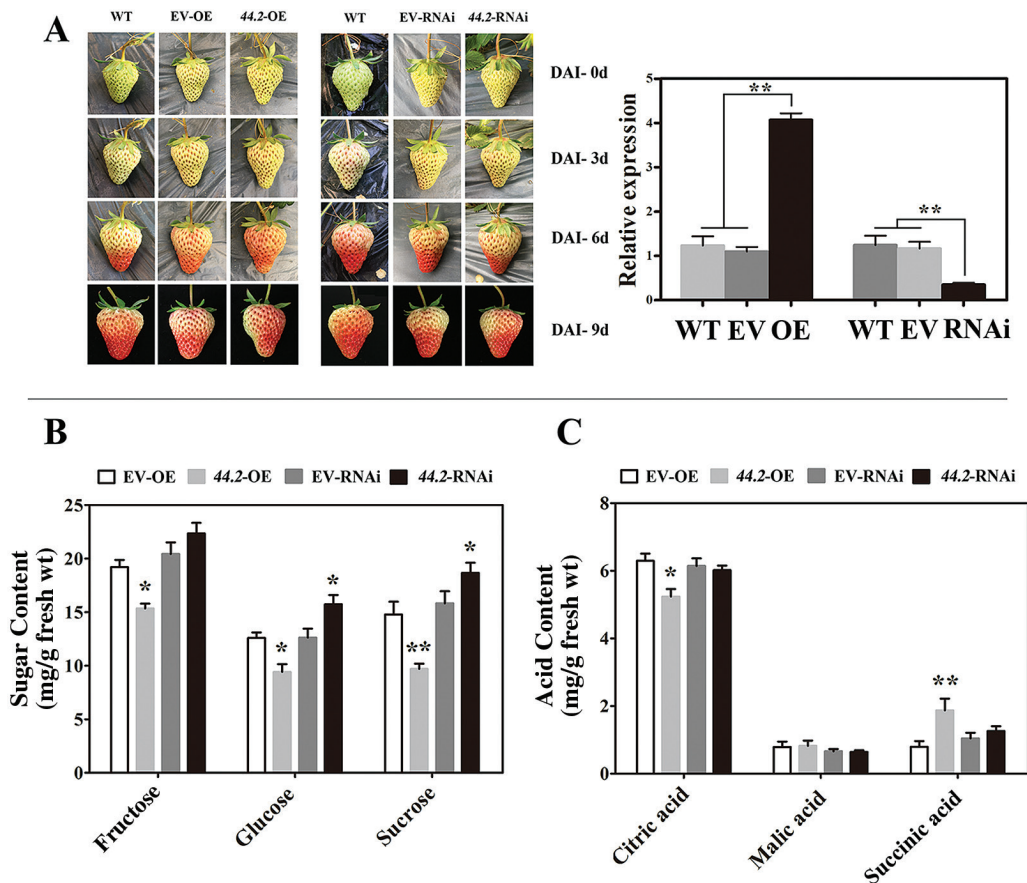 A
WT EV-OE 44.2-OE WT EV-RNAi 44.2-RNAi
DAI- 0d
DAI- 3d
DAI- 6d
DAI- 9d
Relative expression
5
4
3
2
1
0
**
**
WT EV OE WT EV RNAi
B
EV-OE 44.2-OE EV-RNAi 44.2-RNAi
Sugar Content
(mg/g fresh wt)
25
20
15
10
5
0
*
*
*
**
*
Fructose
Glucose
Sucrose
C
EV-OE 44.2-OE EV-RNAi 44.2-RNAi
Acid Content
(mg/g fresh wt)
8
6
4
2
0
*
**
Citric acid
Malic acid
Succinic acid